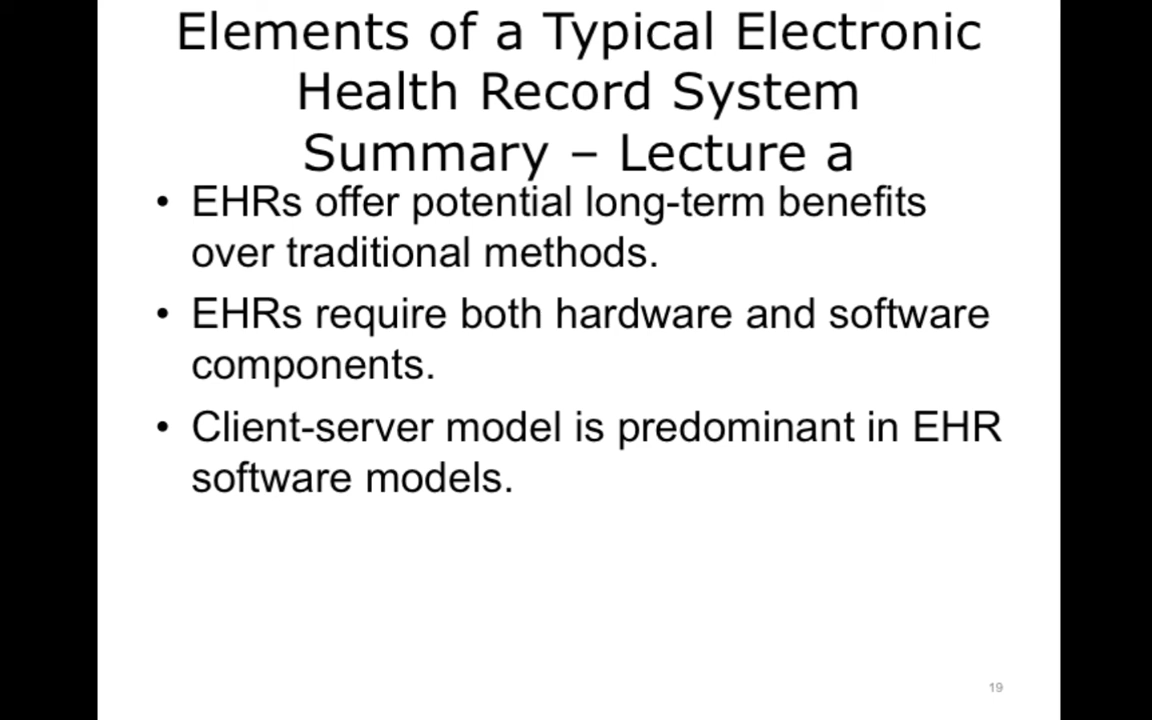 Elements of a Typical Electronic
Health Record System
Summary – Lecture a
• EHRs offer potential long-term benefits
over traditional methods.
• EHRs require both hardware and software
components.
• Client-server model is predominant in EHR
software models.
19